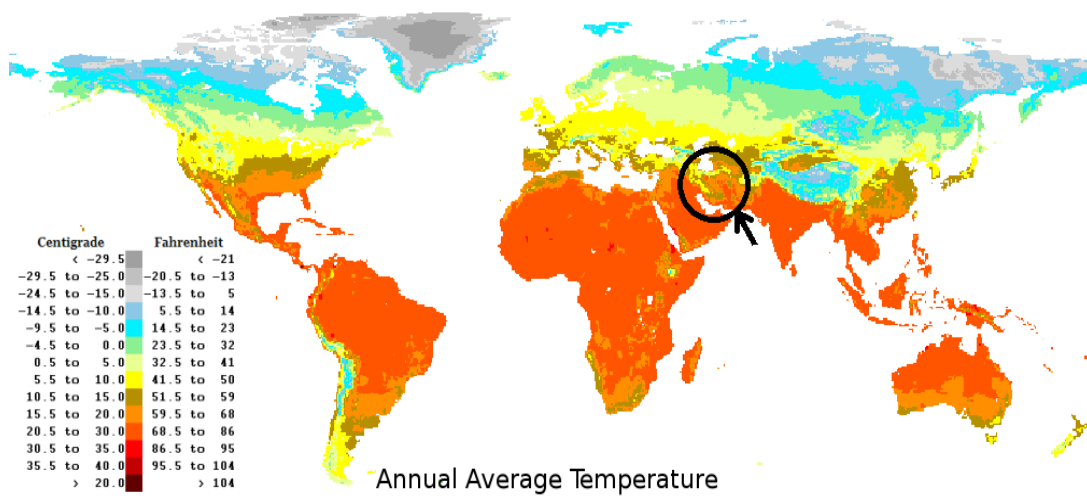 Centigrade Fahrenheit
< -29.5 < -21
-29.5 to -25.0 -20.5 to -13
-24.5 to -15.0 -13.5 to 5
-14.5 to -10.0 5.5 to 14
-9.5 to -5.0 14.5 to 23
-4.5 to 0.0 23.5 to 32
0.5 to 5.0 32.5 to 41
5.5 to 10.0 41.5 to 50
10.5 to 15.0 51.5 to 59
15.5 to 20.0 59.5 to 68
20.5 to 30.0 68.5 to 86
30.5 to 35.0 86.5 to 95
35.5 to 40.0 95.5 to 104
> 20.0 > 104
Annual Average Temperature